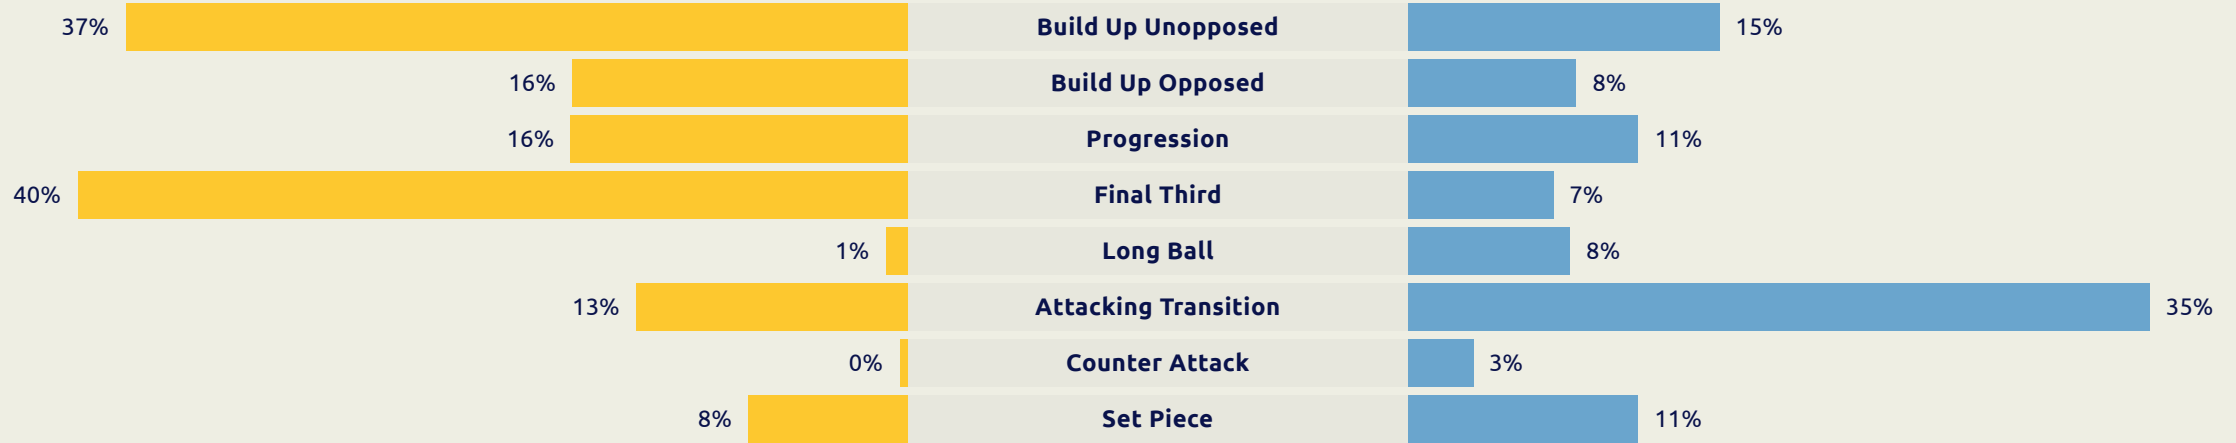 37% Build Up Unopposed 15%
16% Build Up Opposed 8%
16% Progression 11%
40% Final Third 7%
1% Long Ball 8%
13% Attacking Transition 35%
0% Counter Attack 3%
8% Set Piece 11%